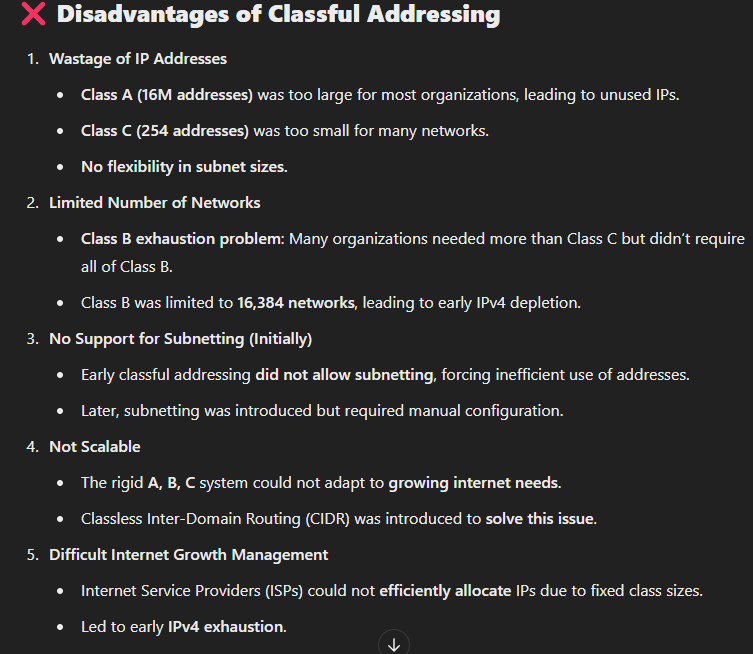 ❌ Disadvantages of Classful Addressing
1. Wastage of IP Addresses
• Class A (16M addresses) was too large for most organizations, leading to unused IPs.
• Class C (254 addresses) was too small for many networks.
• No flexibility in subnet sizes.
2. Limited Number of Networks
• Class B exhaustion problem: Many organizations needed more than Class C but didn't require
all of Class B.
• Class B was limited to 16,384 networks, leading to early IPv4 depletion.
3. No Support for Subnetting (Initially)
• Early classful addressing did not allow subnetting, forcing inefficient use of addresses.
• Later, subnetting was introduced but required manual configuration.
4. Not Scalable
• The rigid A, B, C system could not adapt to growing internet needs.
• Classless Inter-Domain Routing (CIDR) was introduced to solve this issue.
5. Difficult Internet Growth Management
• Internet Service Providers (ISPs) could not efficiently allocate IPs due to fixed class sizes.
• Led to early IPv4 exhaustion.